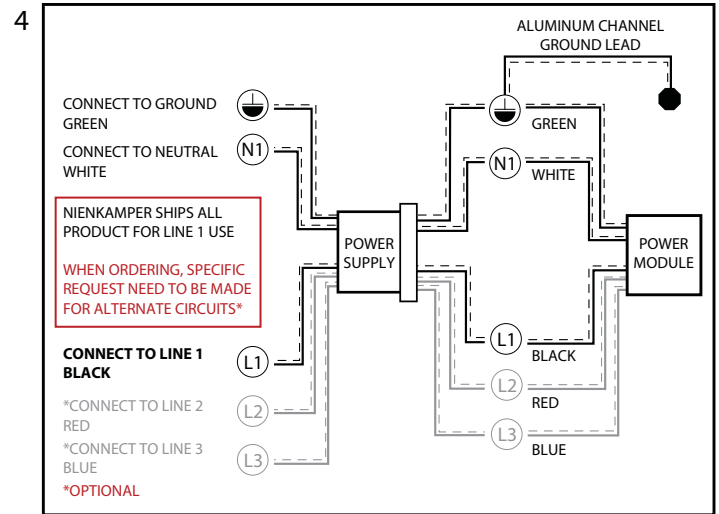 4
ALUMINUM CHANNEL
GROUND LEAD
CONNECT TO GROUND
GREEN
GREEN
CONNECT TO NEUTRAL
WHITE
N1
N1
WHITE
NIENKAMPER SHIPS ALL
PRODUCT FOR LINE 1 USE
WHEN ORDERING, SPECIFIC
REQUEST NEED TO BE MADE
FOR ALTERNATE CIRCUITS*
POWER
SUPPLY
POWER
MODULE
CONNECT TO LINE 1
BLACK
L1
L1
BLACK
*CONNECT TO LINE 2
RED
L2
L2
RED
*CONNECT TO LINE 3
BLUE
L3
L3
BLUE
*OPTIONAL